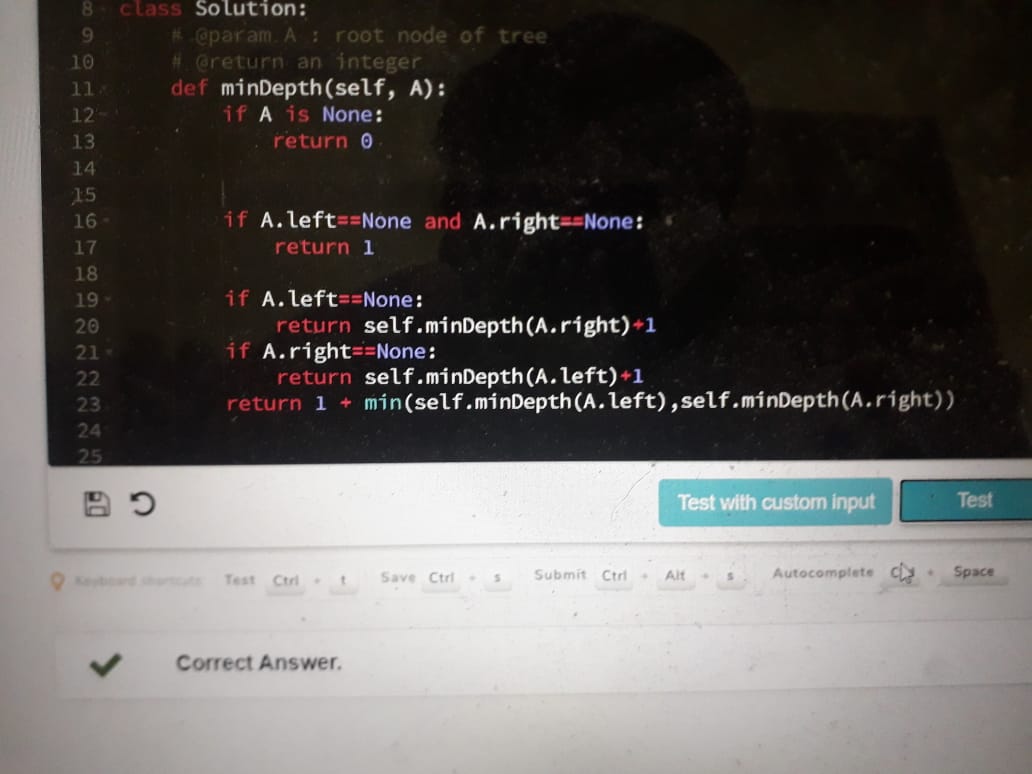 8 class Solution:
9 # @param A : root node of tree
10 # @return an integer
11 def minDepth(self, A):
12 if A is None:
13 return 0
14
15
16 if A.left==None and A.right==None:
17 return 1
18
19 if A.left==None:
20 return self.minDepth(A.right)+1
21 if A.right==None:
22 return self.minDepth(A.left)+1
23 return 1 + min(self.minDepth(A.left),self.minDepth(A.right))
24
25
Test with custom input Test
Keyboard shortcuts Test Ctrl + t Save Ctrl + s Submit Ctrl + Alt + s Autocomplete + Space
Correct Answer.